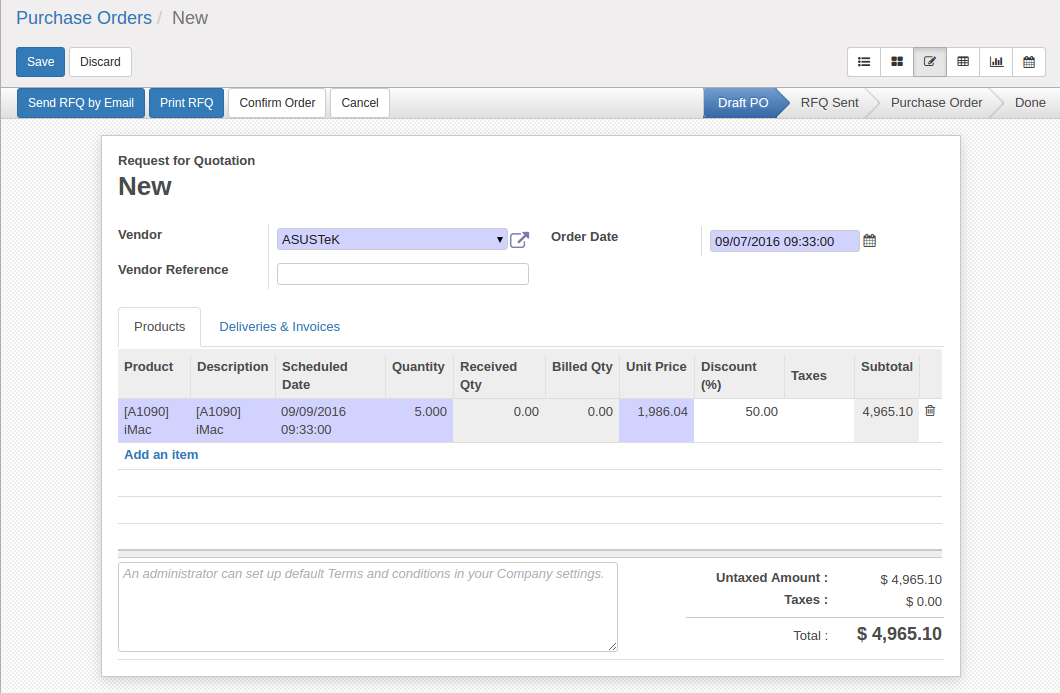 Purchase Orders / New
Save Discard
Send RFQ by Email Print RFQ Confirm Order Cancel Draft PO RFQ Sent Purchase Order Done
Request for Quotation
New
Vendor ASUSTeK Order Date 09/07/2016 09:33:00
Vendor Reference
Products Deliveries & Invoices
Product Description Scheduled Date Quantity Received Qty Billed Qty Unit Price Discount (%) Taxes Subtotal
[A1090] iMac [A1090] iMac 09/09/2016 09:33:00 5.000 0.00 0.00 1,986.04 50.00 4,965.10
Add an item
An administrator can set up default Terms and conditions in your Company settings.
Untaxed Amount : $ 4,965.10
Taxes : $ 0.00
Total : $ 4,965.10